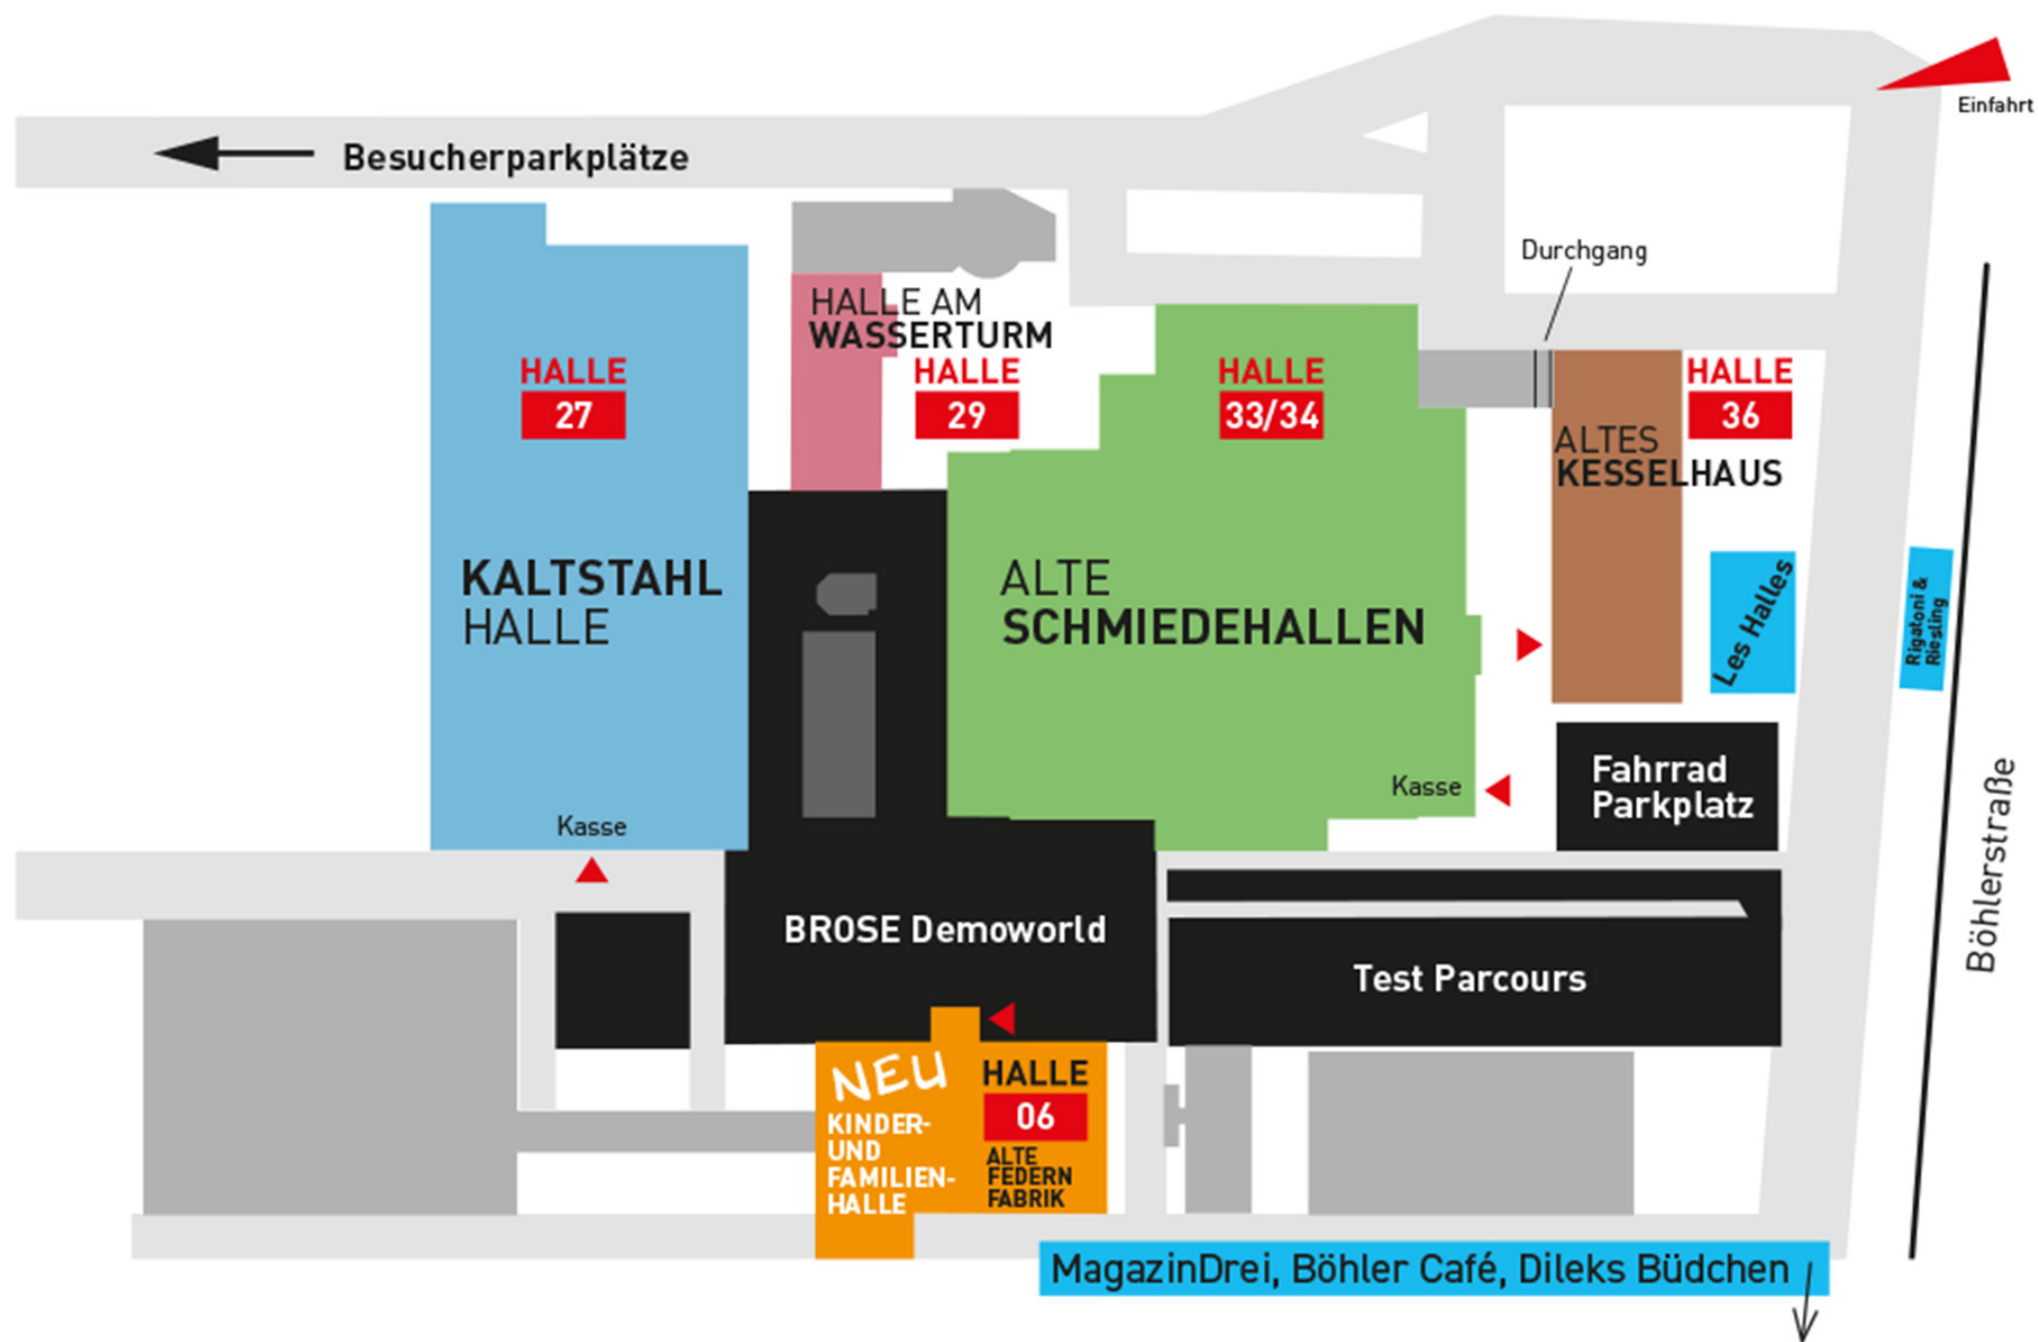 Einfahrt
Besucherparkplätze
Durchgang
HALLE AM
WASSERTURM
HALLE
27
HALLE
29
HALLE
33/34
HALLE
36
ALTES
KESSELHAUS
KALTSTAHL
HALLE
ALTE
SCHMIEDEHALLEN
Les Halles
Rigatoni &
Riesling
Kasse
Kasse
Fahrrad
Parkplatz
Böhlerstraße
BROSE Demoworld
Test Parcours
NEU
KINDER-
UND
FAMILIEN-
HALLE
HALLE
06
ALTE
FEDERN
FABRIK
MagazinDrei, Böhler Café, Dileks Büdchen